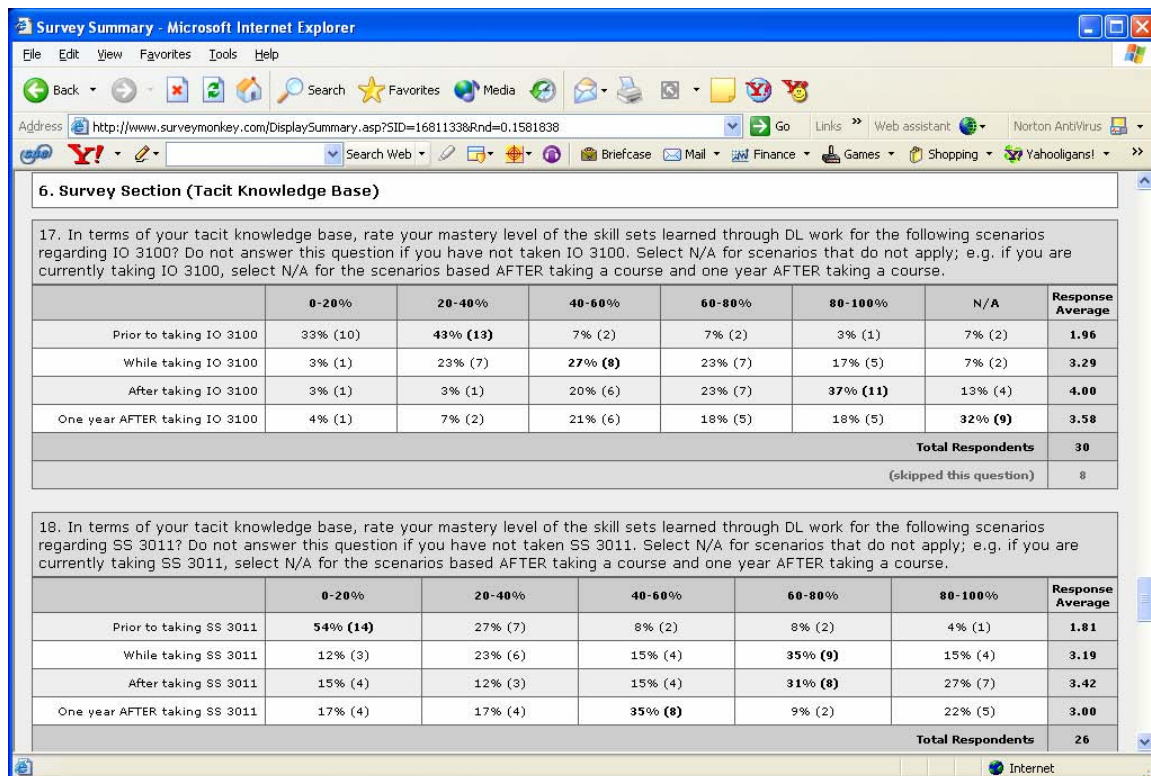 Survey Summary - Microsoft Internet Explorer
File Edit View Favorites Tools Help
Back Search Favorites Media
Address http://www.surveymonkey.com/DisplaySummary.asp?SID=1681133&Rnd=0.1581838 Go Links » Web assistant Norton AntiVirus
Y! Search Web Briefcase Mail Finance Games Shopping Yahooligans! »
6. Survey Section (Tacit Knowledge Base)
17. In terms of your tacit knowledge base, rate your mastery level of the skill sets learned through DL work for the following scenarios
regarding IO 3100? Do not answer this question if you have not taken IO 3100. Select N/A for scenarios that do not apply; e.g. if you are
currently taking IO 3100, select N/A for the scenarios based AFTER taking a course and one year AFTER taking a course.
0-20% 20-40% 40-60% 60-80% 80-100% N/A Response Average
Prior to taking IO 3100 33% (10) 43% (13) 7% (2) 7% (2) 3% (1) 7% (2) 1.96
While taking IO 3100 3% (1) 23% (7) 27% (8) 23% (7) 17% (5) 7% (2) 3.29
After taking IO 3100 3% (1) 3% (1) 20% (6) 23% (7) 37% (11) 13% (4) 4.00
One year AFTER taking IO 3100 4% (1) 7% (2) 21% (6) 18% (5) 18% (5) 32% (9) 3.58
Total Respondents 30
(skipped this question) 8
18. In terms of your tacit knowledge base, rate your mastery level of the skill sets learned through DL work for the following scenarios
regarding SS 3011? Do not answer this question if you have not taken SS 3011. Select N/A for scenarios that do not apply; e.g. if you are
currently taking SS 3011, select N/A for the scenarios based AFTER taking a course and one year AFTER taking a course.
0-20% 20-40% 40-60% 60-80% 80-100% Response Average
Prior to taking SS 3011 54% (14) 27% (7) 8% (2) 8% (2) 4% (1) 1.81
While taking SS 3011 12% (3) 23% (6) 15% (4) 35% (9) 15% (4) 3.19
After taking SS 3011 15% (4) 12% (3) 15% (4) 31% (8) 27% (7) 3.42
One year AFTER taking SS 3011 17% (4) 17% (4) 35% (8) 9% (2) 22% (5) 3.00
Total Respondents 26
Internet